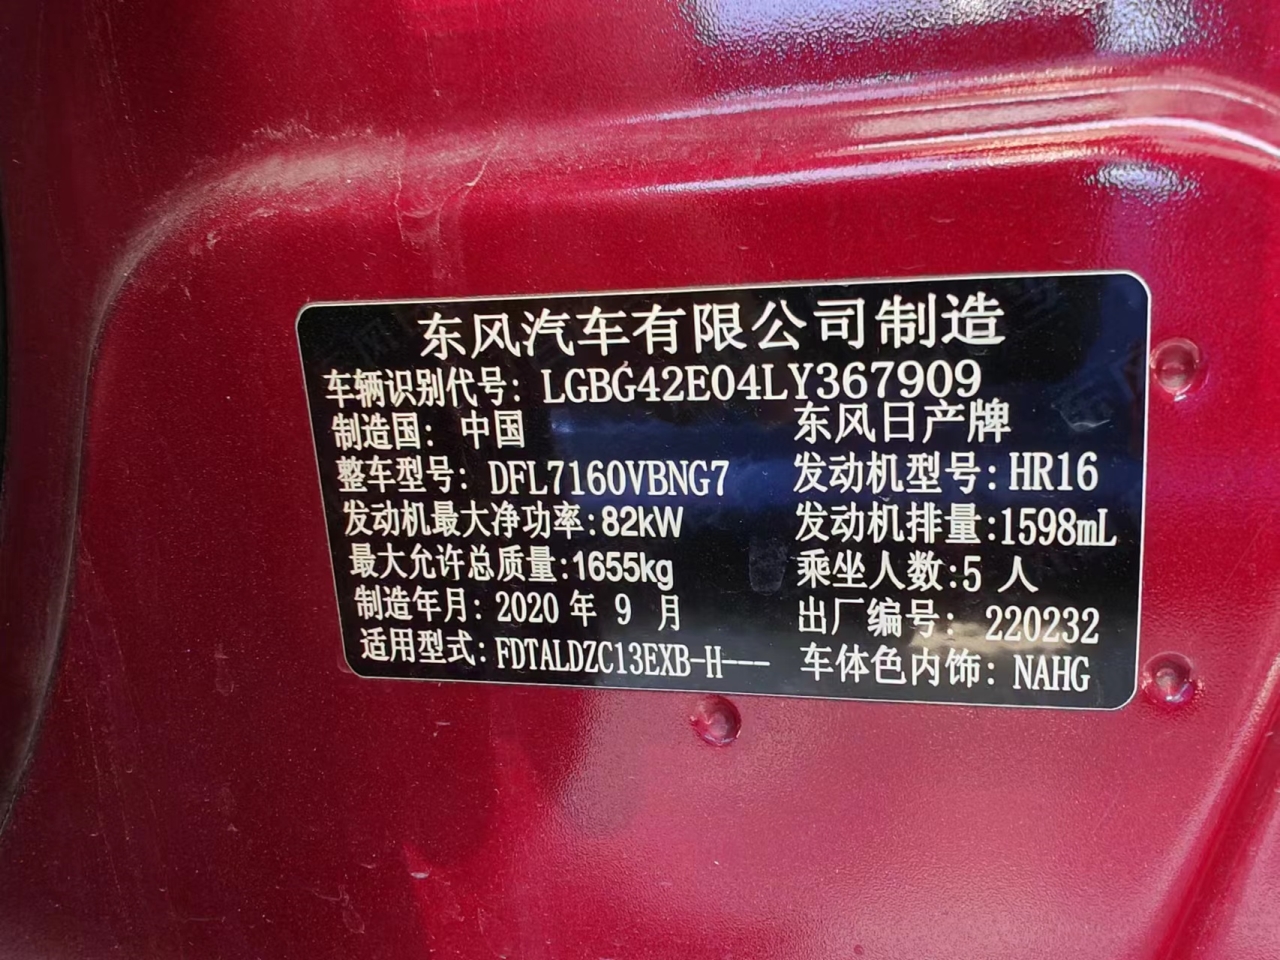 东风汽车有限公司制造
车辆识别代号: LGBG42E04LY367909
制造国: 中国 东风日产牌
整车型号: DFL7160VBNG7 发动机型号: HR16
发动机最大净功率:82kW 发动机排量:1598mL
最大允许总质量:1655kg 乘坐人数:5 人
制造年月: 2020 年 9 月 出厂编号: 220232
适用型式: FDTALDZC13EXB-H--- 车体色内饰: NAHG